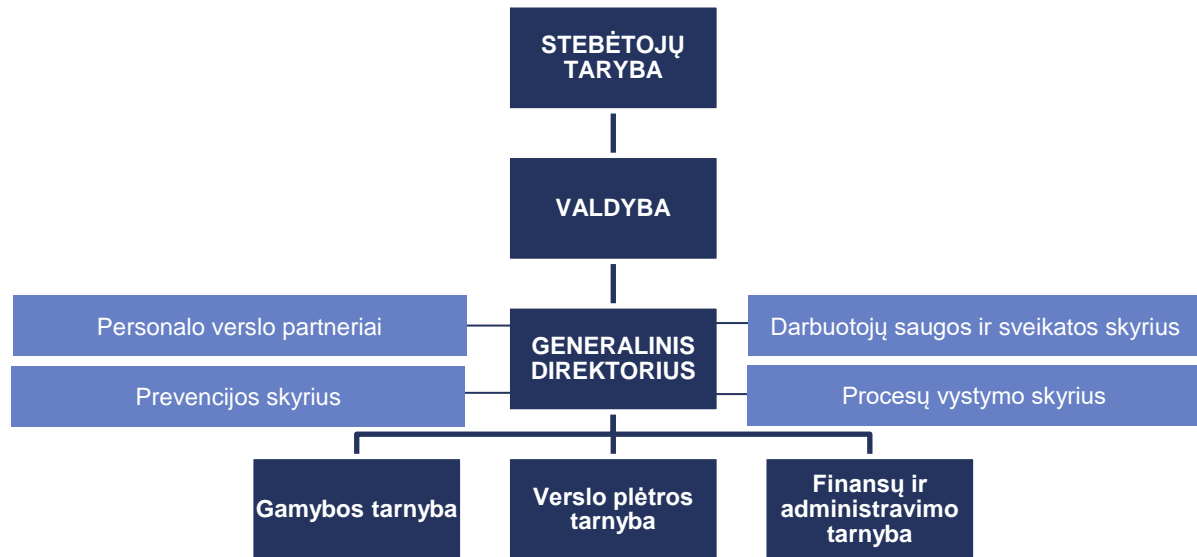 STEBĖTOJŲ
TARYBA
VALDYBA
Personalo verslo partneriai
Darbuotojų saugos ir sveikatos skyrius
GENERALINIS
DIREKTORIUS
Prevencijos skyrius
Procesų vystymo skyrius
Gamybos tarnyba
Verslo plėtros
tarnyba
Finansų ir
administravimo
tarnyba